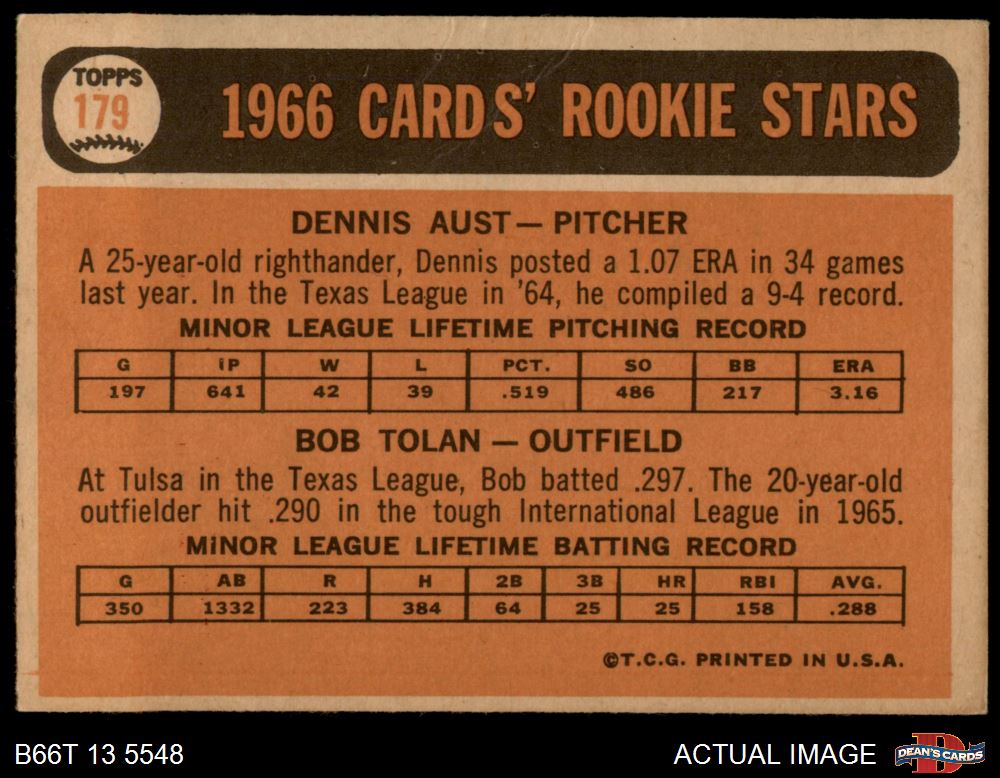 TOPPS
179
1966 CARDS' ROOKIE STARS
DENNIS AUST — PITCHER
A 25-year-old righthander, Dennis posted a 1.07 ERA in 34 games
last year. In the Texas League in '64, he compiled a 9-4 record.
MINOR LEAGUE LIFETIME PITCHING RECORD
G IP W L PCT. SO BB ERA
197 641 42 39 .519 486 217 3.16
BOB TOLAN — OUTFIELD
At Tulsa in the Texas League, Bob batted .297. The 20-year-old
outfielder hit .290 in the tough International League in 1965.
MINOR LEAGUE LIFETIME BATTING RECORD
G AB R H 2B 3B HR RBI AVG.
350 1332 223 384 64 25 25 158 .288
©T.C.G. PRINTED IN U.S.A.
B66T 13 5548
ACTUAL IMAGE
DEAN'S CARDS